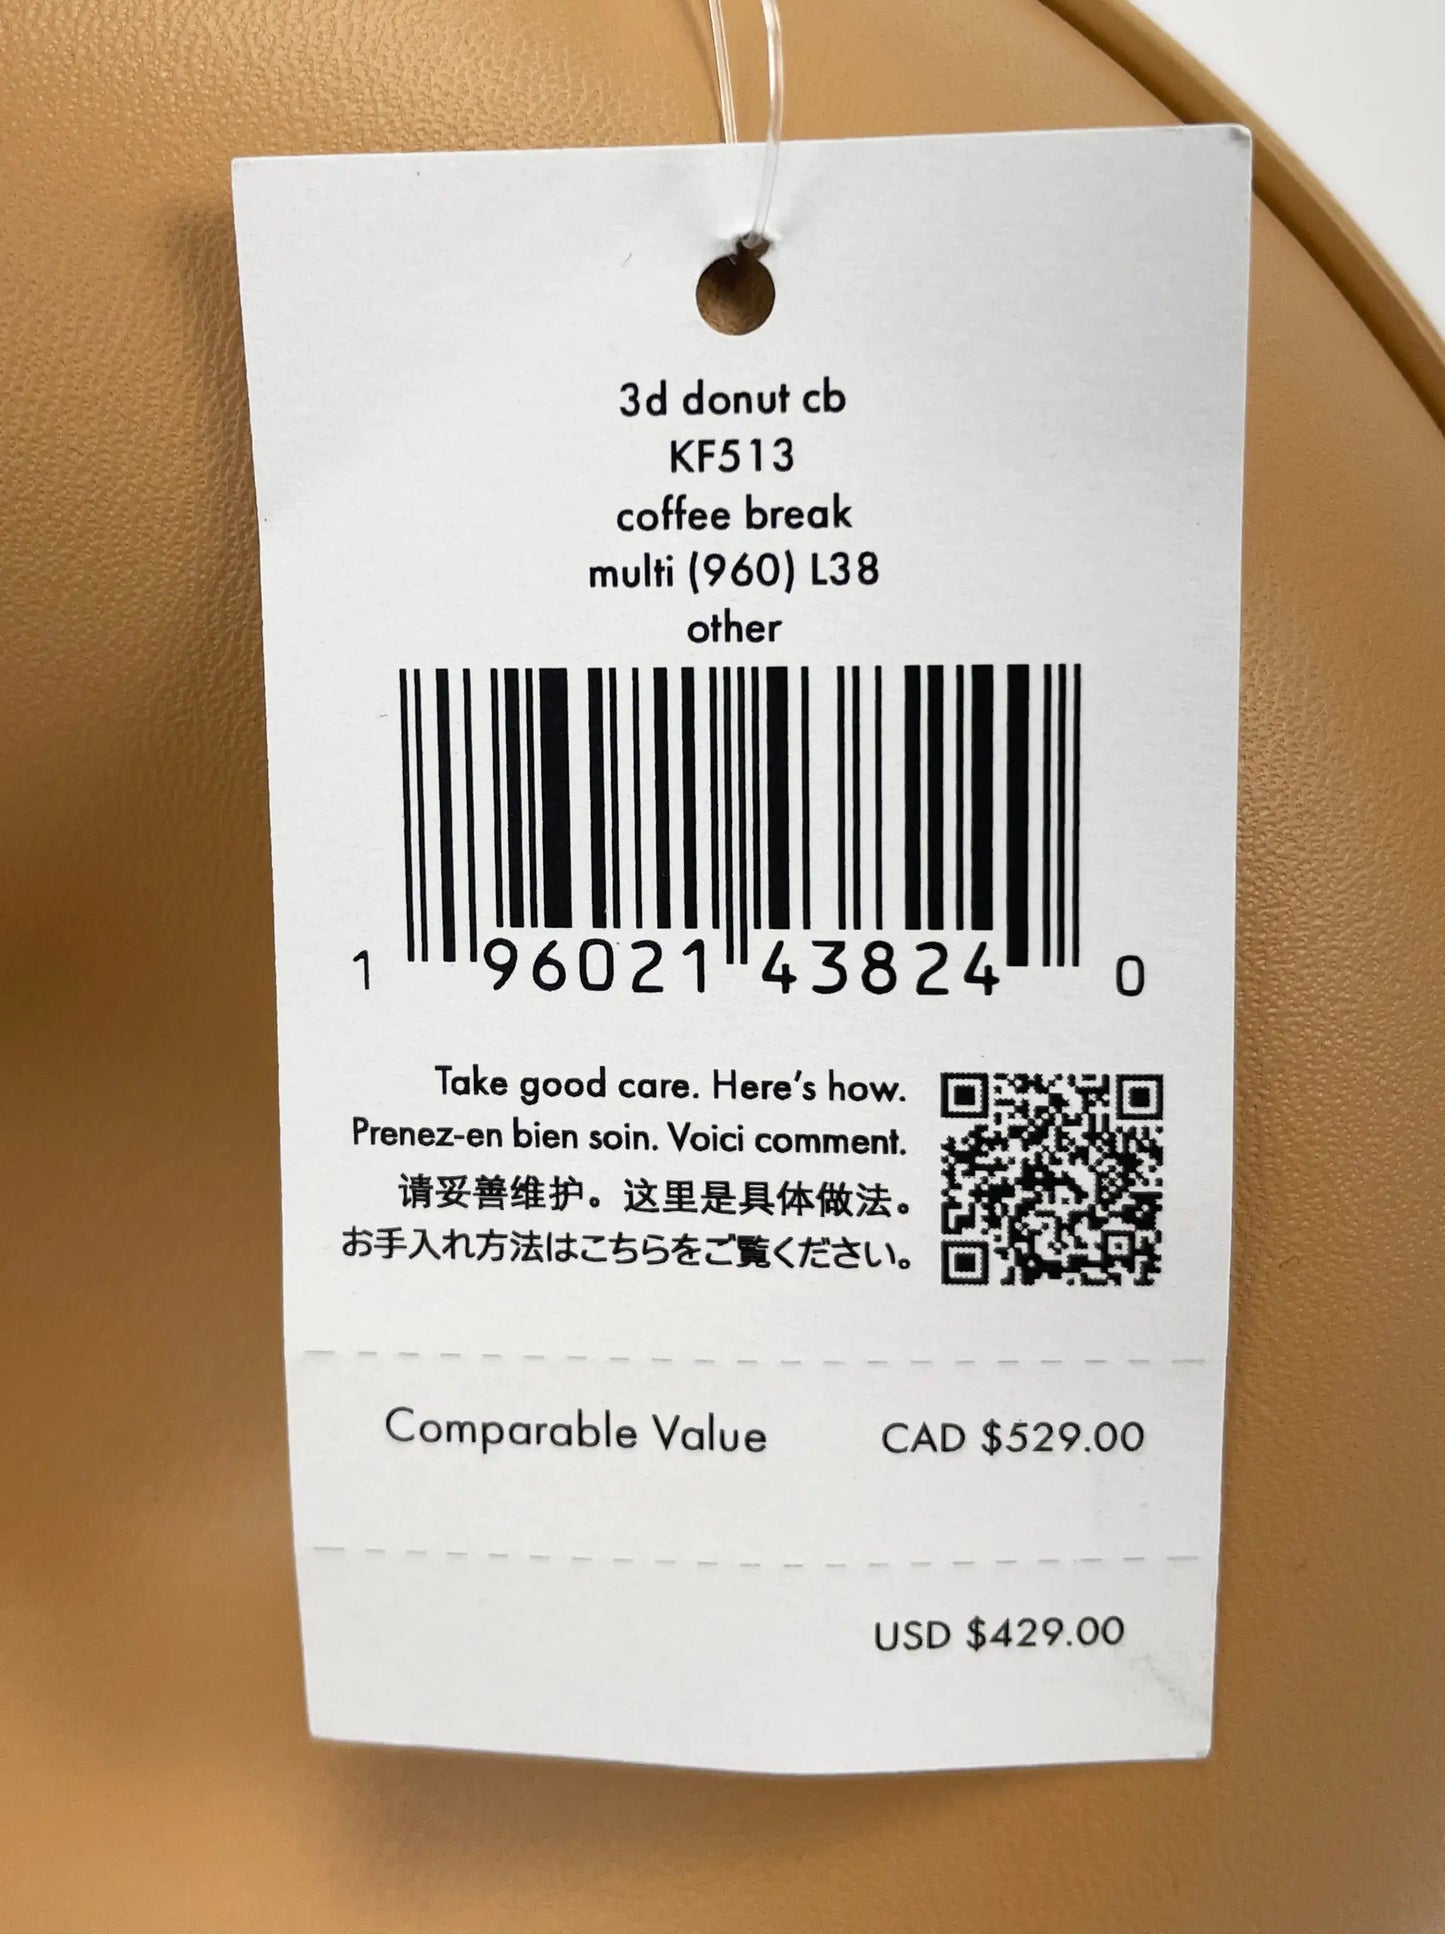 3d donut cb
KF513
coffee break
multi (960) L38
other
1 96021 43824 0
Take good care. Here's how.
Prenez-en bien soin. Voici comment.
请妥善维护。这里是具体做法。
お手入れ方法はこちらをご覧ください。
Comparable Value CAD $529.00
USD $429.00